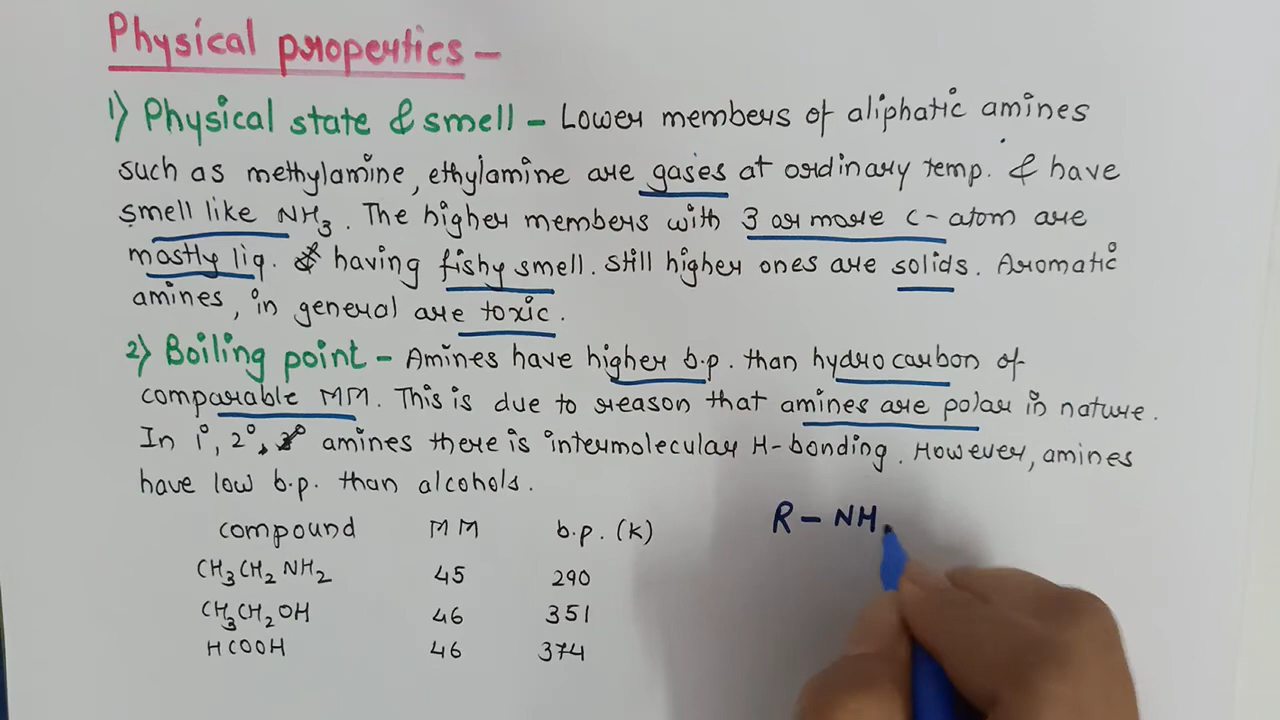 Physical properties –
1) Physical state & smell – Lower members of aliphatic amines
such as methylamine, ethylamine are gases at ordinary temp. & have
smell like NH3. The higher members with 3 or more C-atom are
mostly liq. having fishy smell. Still higher ones are solids. Aromatic
amines, in general are toxic.
2) Boiling point – Amines have higher b.p. than hydrocarbon of
comparable MM. This is due to reason that amines are polar in nature.
In 1°, 2°, amines there is intermolecular H-bonding. However, amines
have low b.p. than alcohols.
compound MM b.p. (K)
CH3CH2NH2 45 290
CH3CH2OH 46 351
HCOOH 46 374
R – NH